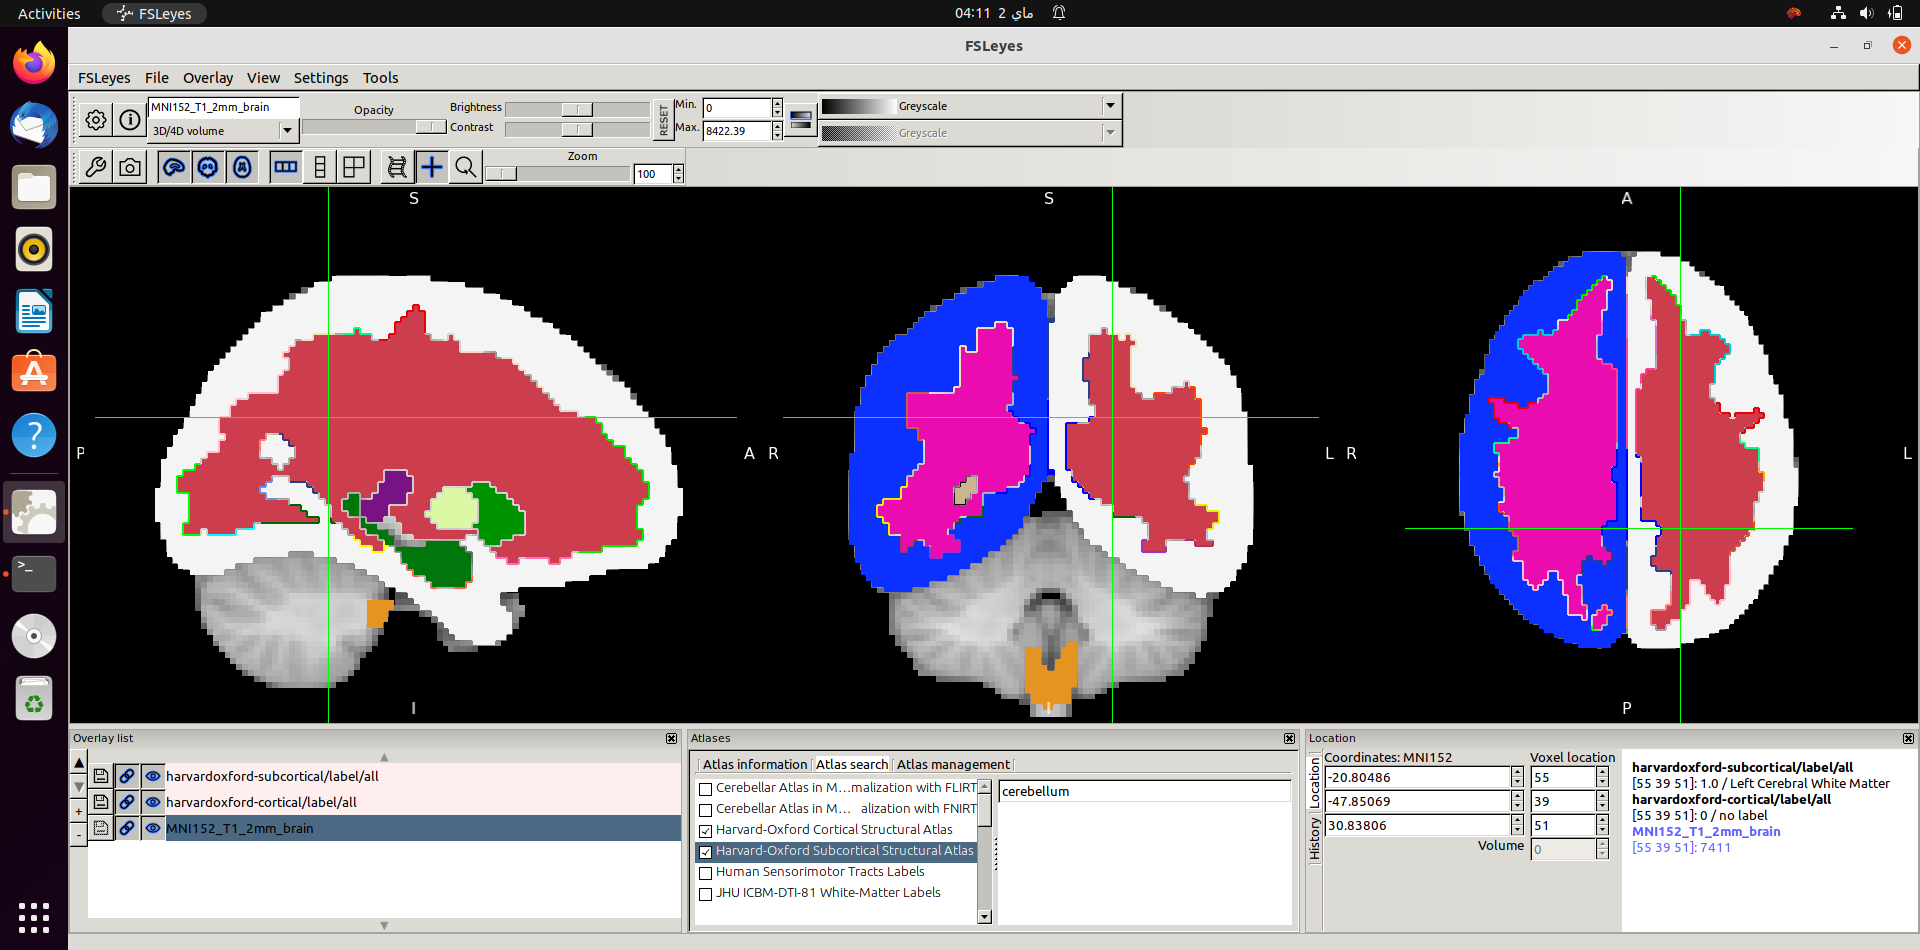 Activities
FSLeyes
04:11 2 ماي
FSLeyes
FSLeyes File Overlay View Settings Tools
MNI152_T1_2mm_brain
3D/4D volume
Opacity
Brightness
Contrast
RESET
Min. 0
Max. 8422.39
Greyscale
Greyscale
Zoom
100
S S A
P A R L R L
I I P
Overlay list
harvardoxford-subcortical/label/all
harvardoxford-cortical/label/all
MNI152_T1_2mm_brain
Atlases
Atlas information Atlas search Atlas management
Cerebellar Atlas in M...malization with FLIRT
Cerebellar Atlas in M... alization with FNIRT
Harvard-Oxford Cortical Structural Atlas
Harvard-Oxford Subcortical Structural Atlas
Human Sensorimotor Tracts Labels
JHU ICBM-DTI-81 White-Matter Labels
cerebellum
Location
Location
History
Coordinates: MNI152 Voxel location
-20.80486 55
-47.85069 39
30.83806 51
Volume 0
harvardoxford-subcortical/label/all
[55 39 51]: 1.0 / Left Cerebral White Matter
harvardoxford-cortical/label/all
[55 39 51]: 0 / no label
MNI152_T1_2mm_brain
[55 39 51]: 7411